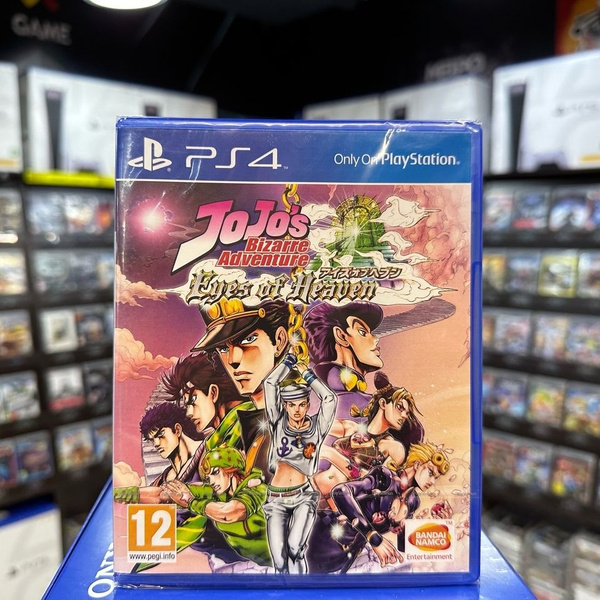 GAME
PS4
Only On PlayStation®
JoJo's
Bizarre
Adventure
アイズオブヘブン
Eyes of Heaven
12
www.pegi.info
BANDAI
NAMCO
Entertainment